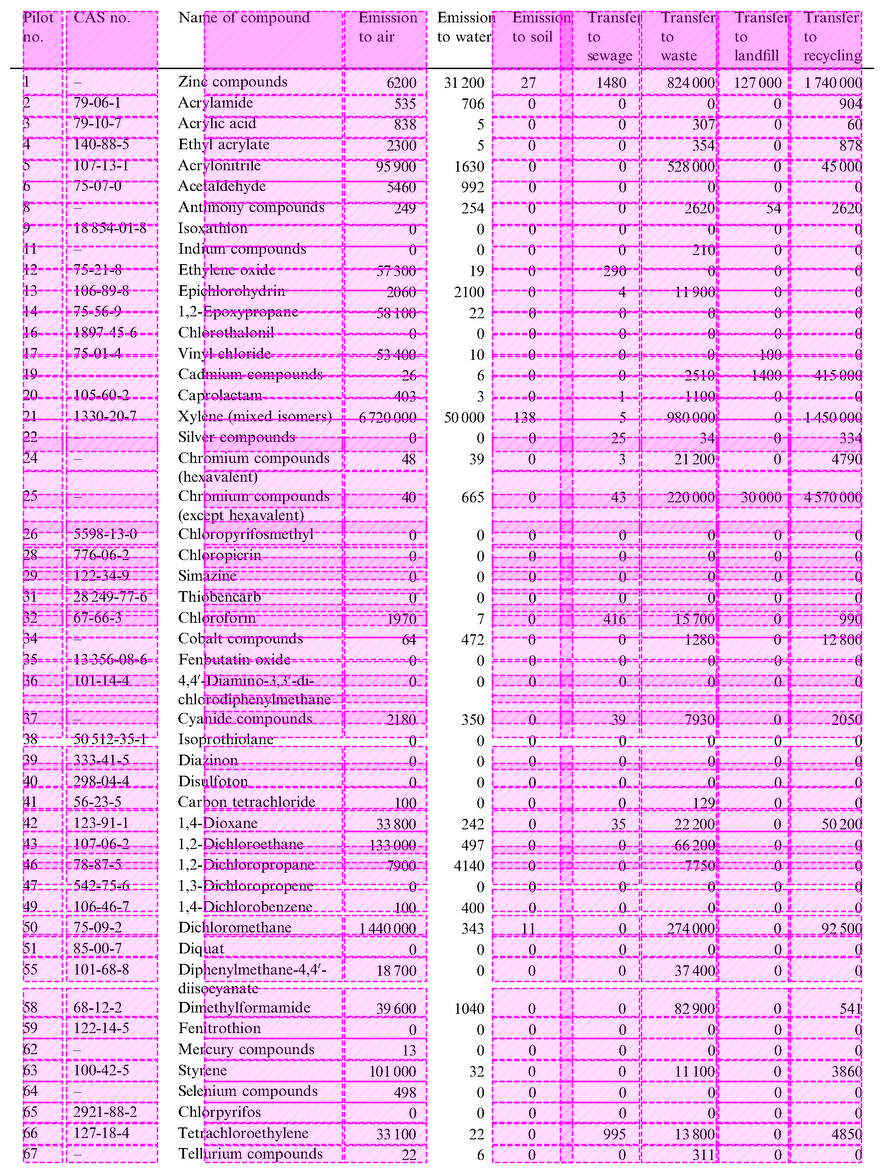 Pilot no. CAS no. Name of compound Emission to air Emission to water Emission to soil Transfer to sewage Transfer to waste Transfer to landfill Transfer to recycling
1 – Zinc compounds 6200 31 200 27 1480 824 000 127 000 1 740 000
2 79-06-1 Acrylamide 535 706 0 0 0 0 904
3 79-10-7 Acrylic acid 838 5 0 0 307 0 60
4 140-88-5 Ethyl acrylate 2300 5 0 0 354 0 878
5 107-13-1 Acrylonitrile 95 900 1630 0 0 528 000 0 45 000
6 75-07-0 Acetaldehyde 5460 992 0 0 0 0 0
8 – Antimony compounds 249 254 0 0 2620 54 2620
9 18 854-01-8 Isoxathion 0 0 0 0 0 0 0
11 – Indium compounds 0 0 0 0 210 0 0
12 75-21-8 Ethylene oxide 57 300 19 0 290 0 0 0
13 106-89-8 Epichlorohydrin 2060 2100 0 4 11 900 0 0
14 75-56-9 1,2-Epoxypropane 58 100 22 0 0 0 0 0
16 1897-45-6 Chlorothalonil 0 0 0 0 0 0 0
17 75-01-4 Vinyl chloride 53 400 10 0 0 0 100 0
19 Cadmium compounds 26 6 0 0 2510 1400 415 000
20 105-60-2 Caprolactam 403 3 0 1 1100 0 0
21 1330-20-7 Xylene (mixed isomers) 6 720 000 50 000 138 5 980 000 0 1 450 000
22 – Silver compounds 0 0 0 25 34 0 334
24 – Chromium compounds 48 39 0 3 21 200 0 4790
(hexavalent)
25 – Chromium compounds 40 665 0 43 220 000 30 000 4 570 000
(except hexavalent)
26 5598-13-0 Chloropyrifosmethyl 0 0 0 0 0 0 0
28 776-06-2 Chloropicrin 0 0 0 0 0 0 0
29 122-34-9 Simazine 0 0 0 0 0 0 0
31 28 249-77-6 Thiobencarb 0 0 0 0 0 0 0
32 67-66-3 Chloroform 1970 7 0 416 15 700 0 990
34 – Cobalt compounds 64 472 0 0 1280 0 12 800
35 13 356-08-6 Fenbutatin oxide 0 0 0 0 0 0 0
36 101-14-4 4,4′-Diamino-3,3′-di- 0 0 0 0 0 0 0
chlorodiphenylmethane
37 – Cyanide compounds 2180 350 0 39 7930 0 2050
38 50 512-35-1 Isoprothiolane 0 0 0 0 0 0 0
39 333-41-5 Diazinon 0 0 0 0 0 0 0
40 298-04-4 Disulfoton 0 0 0 0 0 0 0
41 56-23-5 Carbon tetrachloride 100 0 0 0 129 0 0
42 123-91-1 1,4-Dioxane 33 800 242 0 35 22 200 0 50 200
43 107-06-2 1,2-Dichloroethane 133 000 497 0 0 66 200 0 0
46 78-87-5 1,2-Dichloropropane 7900 4140 0 0 7750 0 0
47 542-75-6 1,3-Dichloropropene 0 0 0 0 0 0 0
49 106-46-7 1,4-Dichlorobenzene 100 400 0 0 0 0 0
50 75-09-2 Dichloromethane 1 440 000 343 11 0 274 000 0 92 500
51 85-00-7 Diquat 0 0 0 0 0 0 0
55 101-68-8 Diphenylmethane-4,4′- 18 700 0 0 0 37 400 0 0
diisocyanate
58 68-12-2 Dimethylformamide 39 600 1040 0 0 82 900 0 541
59 122-14-5 Fenitrothion 0 0 0 0 0 0 0
62 – Mercury compounds 13 0 0 0 0 0 0
63 100-42-5 Styrene 101 000 32 0 0 11 100 0 3860
64 – Selenium compounds 498 0 0 0 0 0 0
65 2921-88-2 Chlorpyrifos 0 0 0 0 0 0 0
66 127-18-4 Tetrachloroethylene 33 100 22 0 995 13 800 0 4850
67 – Tellurium compounds 22 6 0 0 311 0 0